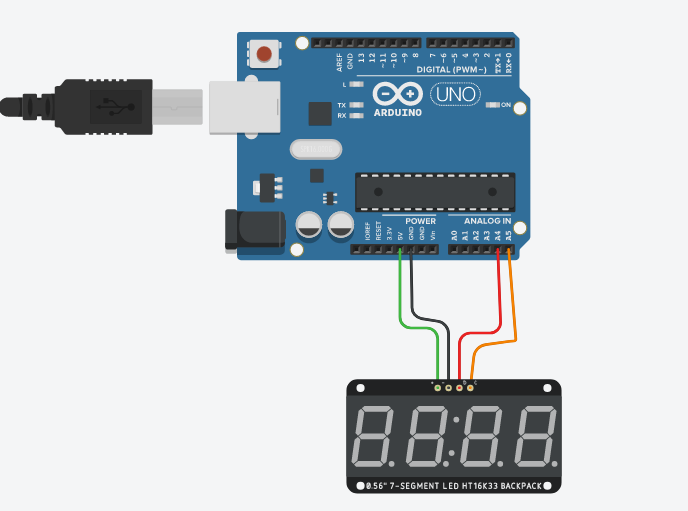 AREF
GND
13
12
~11
~10
~9
8
7
~6
~5
4
~3
2
TX→1
RX←0
DIGITAL (PWM~)
L
TX
RX
ARDUINO
UNO
ON
POWER
ANALOG IN
IOREF
RESET
3.3V
5V
GND
GND
Vin
A0
A1
A2
A3
A4
A5
+ - D C
0.56" 7-SEGMENT LED HT16K33 BACKPACK